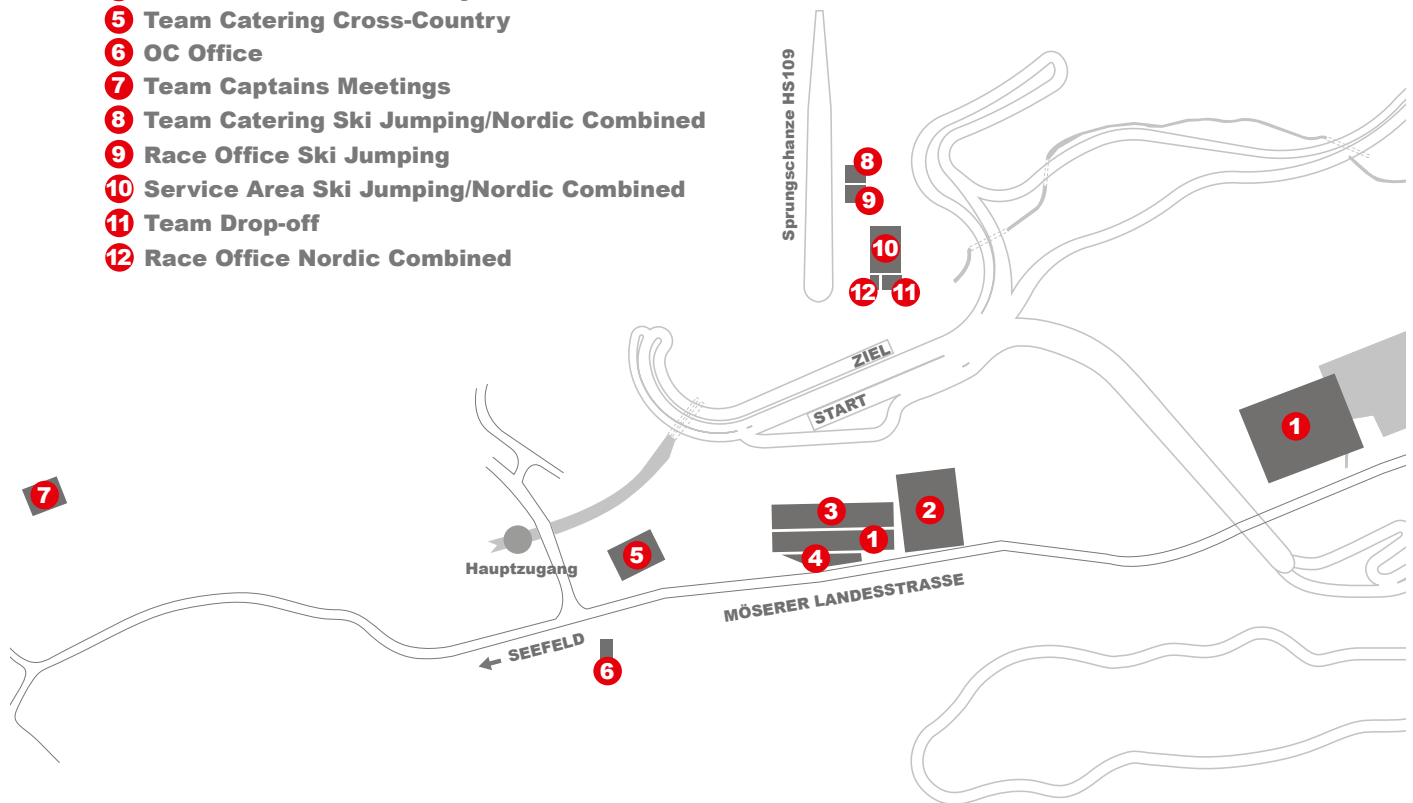 5 Team Catering Cross-Country
6 OC Office
7 Team Captains Meetings
8 Team Catering Ski Jumping/Nordic Combined
9 Race Office Ski Jumping
10 Service Area Ski Jumping/Nordic Combined
11 Team Drop-off
12 Race Office Nordic Combined
Sprungschanze HS109
8
9
10
12
11
ZIEL
START
1
7
3
2
1
5
4
Hauptzugang
MÖSERER LANDESSTRASSE
SEEFELD
6